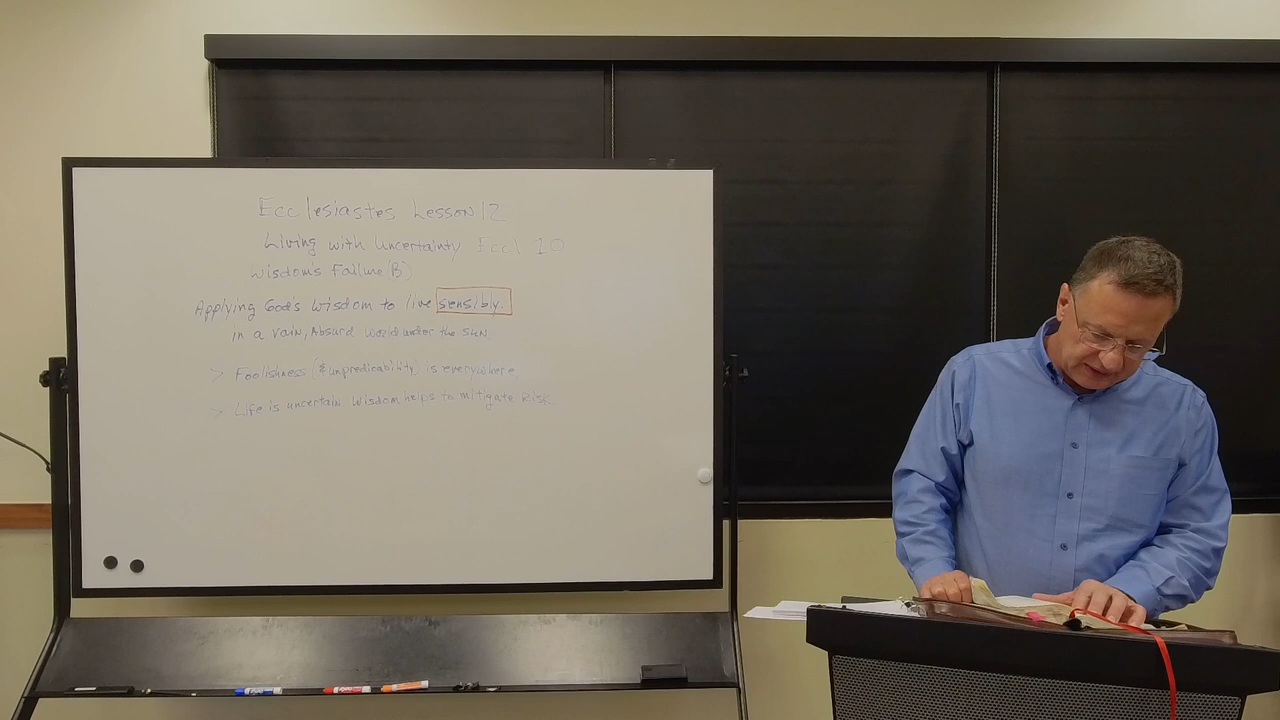 Ecclesiastes Lesson 12
Living with Uncertainty Eccl 10
Wisdom's Failure (B)
Applying God's Wisdom to live sensibly.
in a vain, Absurd World under the SUN
> Foolishness (& unpredicability) is everywhere
> Life is uncertain Wisdom helps to mitigate Risk.